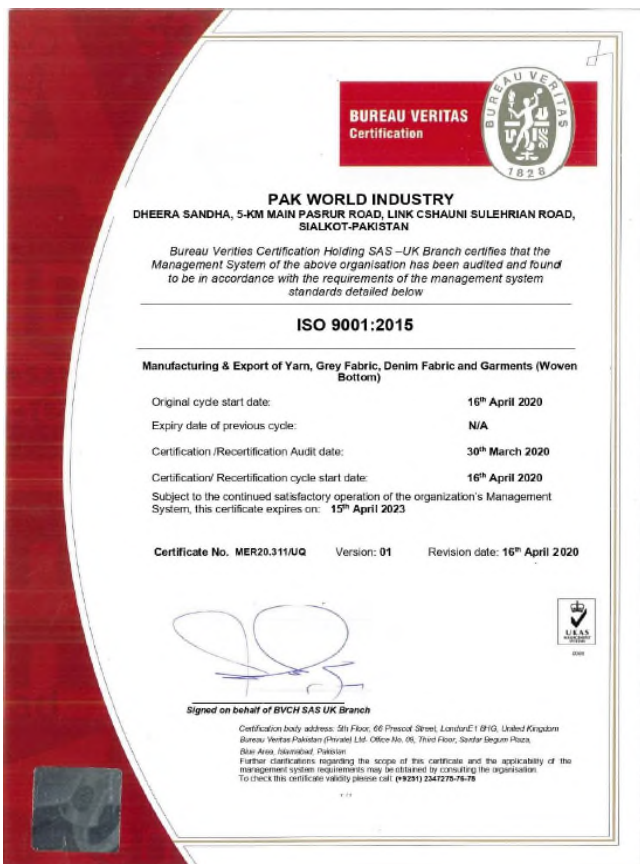 BUREAU VERITAS
Certification
BUREAU VERITAS
1828
PAK WORLD INDUSTRY
DHEERA SANDHA, 5-KM MAIN PASRUR ROAD, LINK CSHAUNI SULEHRIAN ROAD,
SIALKOT-PAKISTAN
Bureau Verities Certification Holding SAS –UK Branch certifies that the
Management System of the above organisation has been audited and found
to be in accordance with the requirements of the management system
standards detailed below
ISO 9001:2015
Manufacturing & Export of Yarn, Grey Fabric, Denim Fabric and Garments (Woven
Bottom)
Original cycle start date: 16th April 2020
Expiry date of previous cycle: N/A
Certification /Recertification Audit date: 30th March 2020
Certification/ Recertification cycle start date: 16th April 2020
Subject to the continued satisfactory operation of the organization's Management
System, this certificate expires on: 15th April 2023
Certificate No. MER20.311/UQ Version: 01 Revision date: 16th April 2020
UKAS
MANAGEMENT
SYSTEMS
Signed on behalf of BVCH SAS UK Branch
Certification body address: 5th Floor, 66 Prescot Street, LondonE1 8HG, United Kingdom
Bureau Veritas Pakistan (Private) Ltd- Office No. 09, Third Floor, Sardar Begum Plaza,
Blue Area, Islamabad, Pakistan
Further clarifications regarding the scope of this certificate and the applicability of the
management system requirements may be obtained by consulting the organisation.
To check this certificate validity please call: (+9251) 2347275-76-78